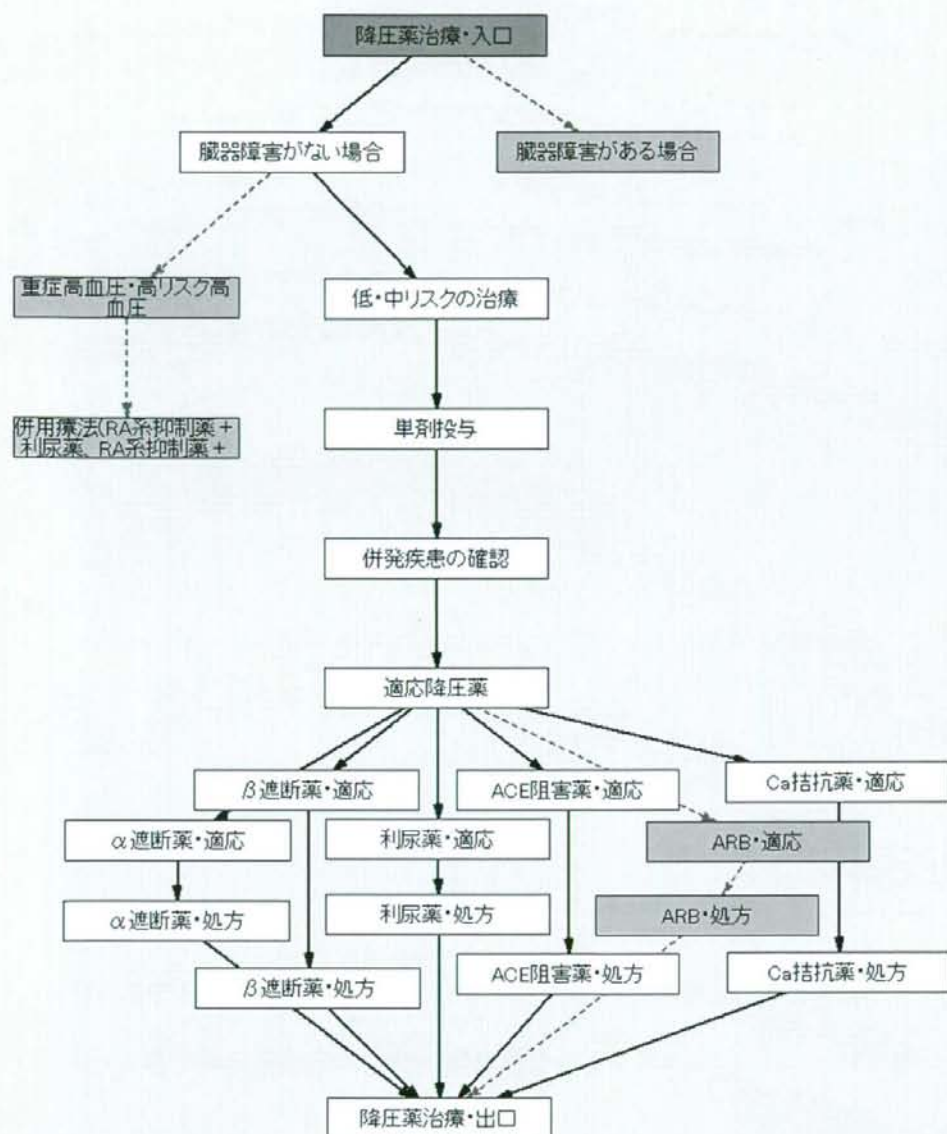 降圧薬治療・入口
臓器障害がない場合
臓器障害がある場合
重症高血圧・高リスク高
血圧
低・中リスクの治療
併用療法(RA系抑制薬+
利尿薬、RA系抑制薬+
単剤投与
併発疾患の確認
適応降圧薬
β遮断薬・適応
ACE阻害薬・適応
Ca拮抗薬・適応
α遮断薬・適応
利尿薬・適応
ARB・適応
α遮断薬・処方
利尿薬・処方
ARB・処方
β遮断薬・処方
ACE阻害薬・処方
Ca拮抗薬・処方
降圧薬治療・出口